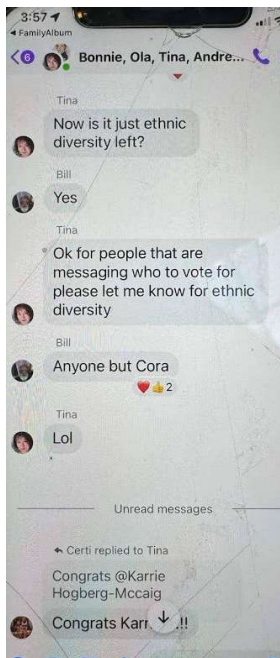 3:57
◂ FamilyAlbum
6
Bonnie, Ola, Tina, Andre...
Tina
Now is it just ethnic
diversity left?
Bill
Yes
Tina
Ok for people that are
messaging who to vote for
please let me know for ethnic
diversity
Bill
Anyone but Cora
❤️👍2
Tina
Lol
Unread messages
Certi replied to Tina
Congrats @Karrie
Hogberg-Mccaig
Congrats Karr !!!